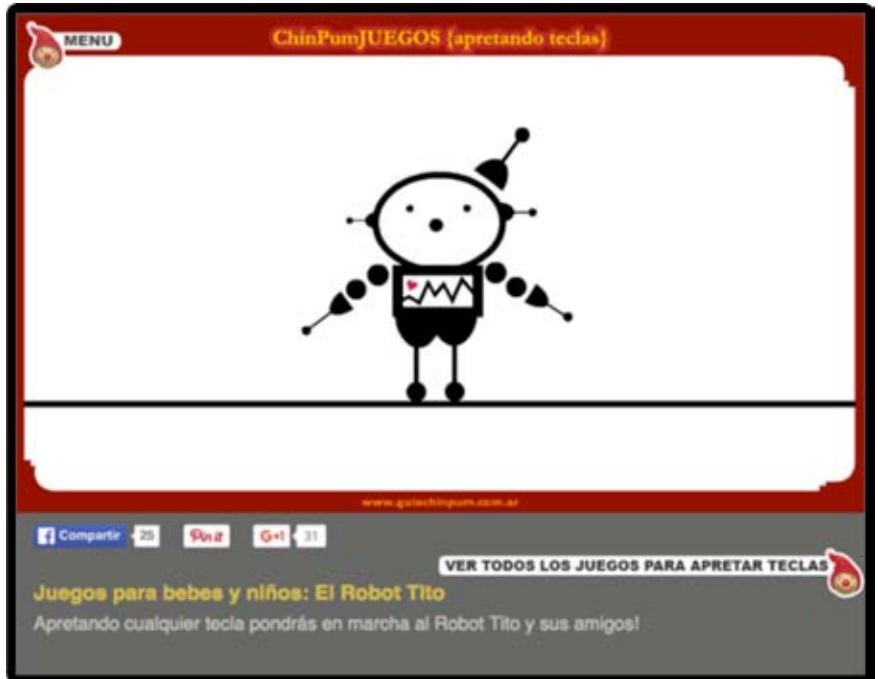 MENU
ChinPumJUEGOS {apretando teclas}
www.guiachinpum.com.ar
Compartir 25 Pin it G+1 31
VER TODOS LOS JUEGOS PARA APRETAR TECLAS
Juegos para bebes y niños: El Robot Tito
Apretando cualquier tecla pondrás en marcha al Robot Tito y sus amigos!